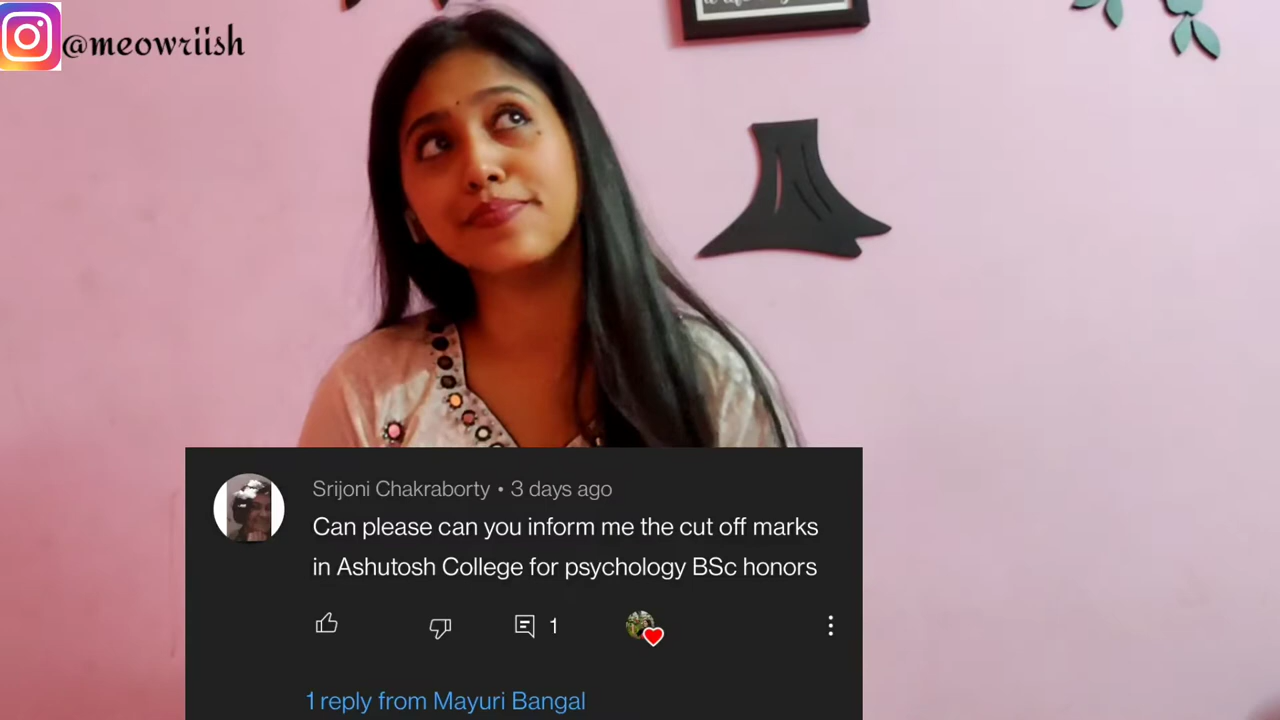 @meowriish
Srijoni Chakraborty • 3 days ago
Can please can you inform me the cut off marks
in Ashutosh College for psychology BSc honors
1
1 reply from Mayuri Bangal